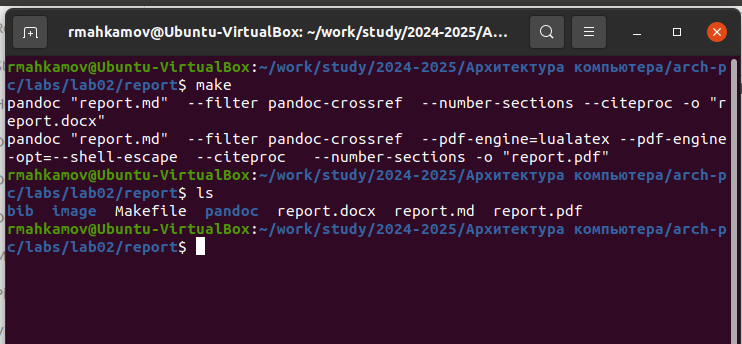 rmahkamov@Ubuntu-VirtualBox: ~/work/study/2024-2025/А...
rmahkamov@Ubuntu-VirtualBox:~/work/study/2024-2025/Архитектура компьютера/arch-p
c/labs/lab02/report$ make
pandoc "report.md"  --filter pandoc-crossref  --number-sections --citeproc -o "r
eport.docx"
pandoc "report.md"  --filter pandoc-crossref  --pdf-engine=lualatex --pdf-engine
-opt=--shell-escape  --citeproc   --number-sections -o "report.pdf"
rmahkamov@Ubuntu-VirtualBox:~/work/study/2024-2025/Архитектура компьютера/arch-p
c/labs/lab02/report$ ls
bib  image  Makefile  pandoc  report.docx  report.md  report.pdf
rmahkamov@Ubuntu-VirtualBox:~/work/study/2024-2025/Архитектура компьютера/arch-p
c/labs/lab02/report$